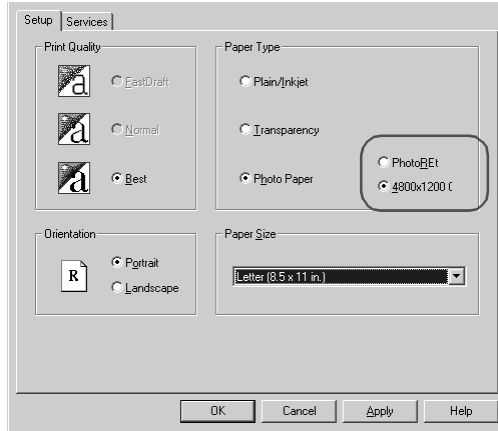 Setup Services
Print Quality
FastDraft
Normal
Best
Paper Type
Plain/Inkjet
Transparency
Photo Paper
PhotoREt
4800x1200
Orientation
R
Portrait
Landscape
Paper Size
Letter (8.5 x 11 in.)
OK Cancel Apply Help